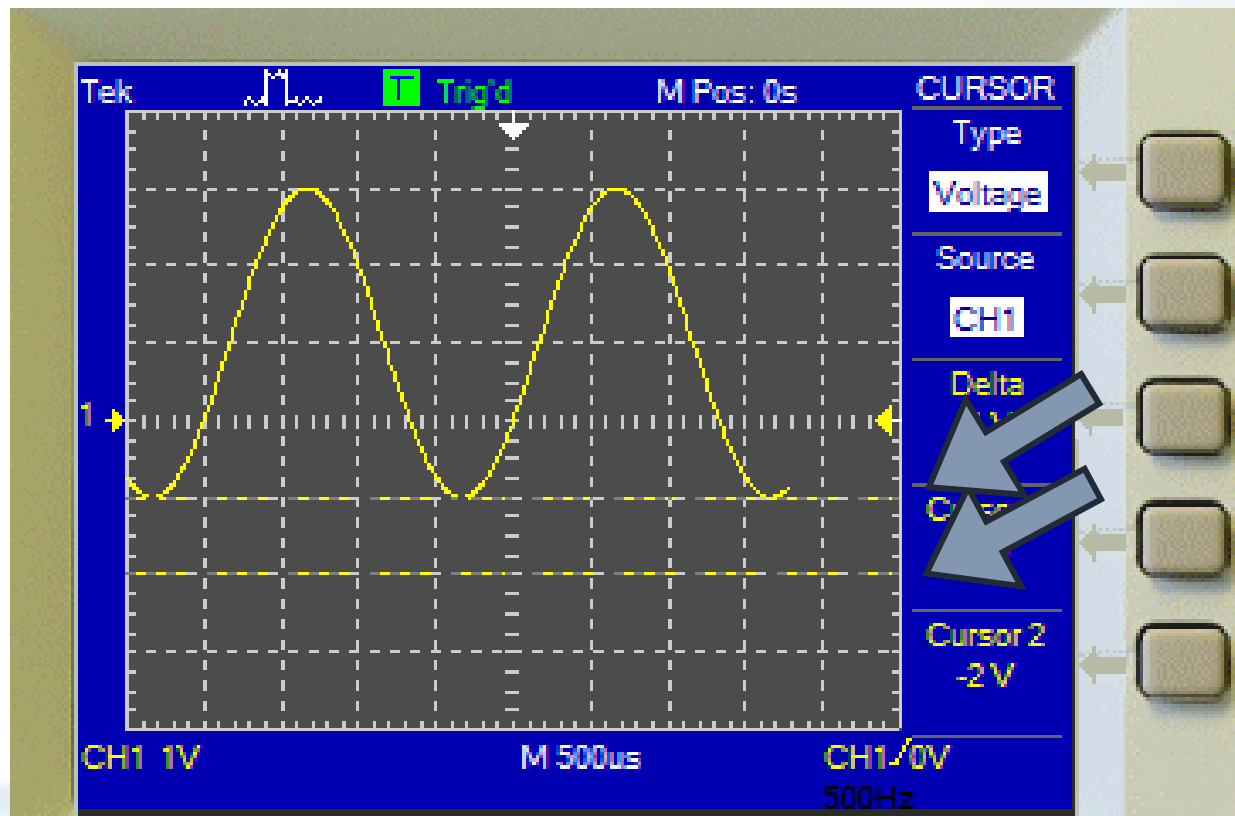 Tek T Trig'd M Pos: 0s CURSOR
Type
Voltage
Source
CH1
Delta
1
Cursor 2
-2 V
CH1 1V M 500us CH1 0V
500Hz